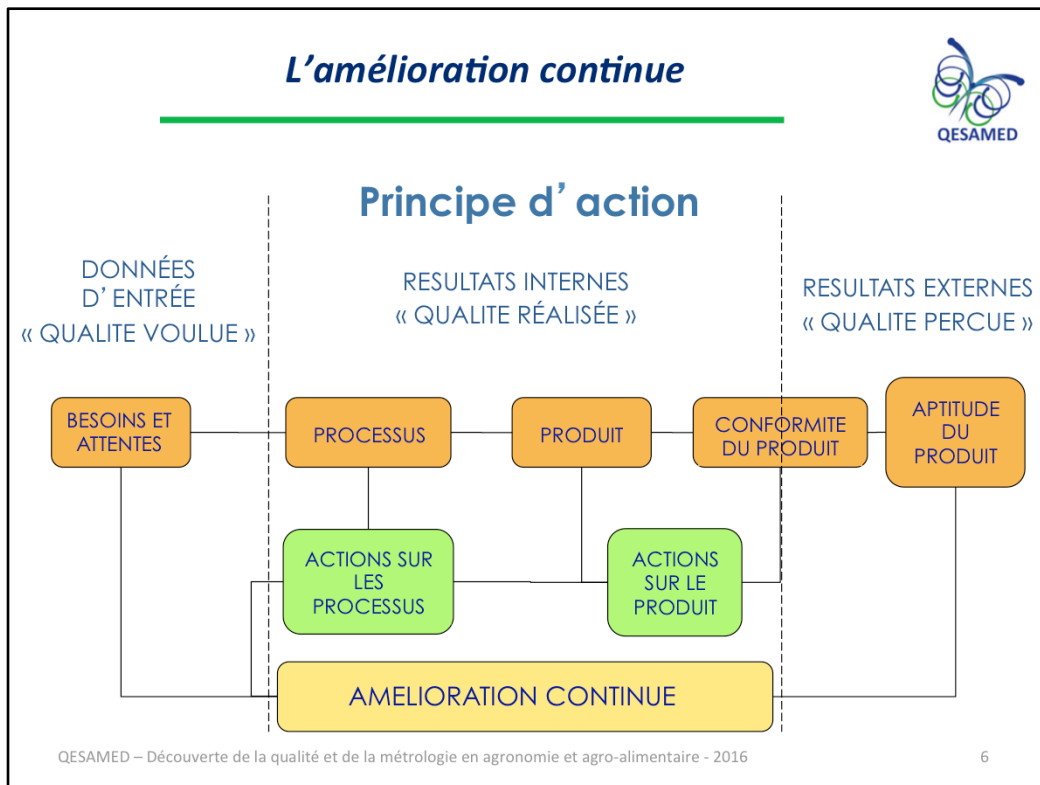 L'amélioration continue
QESAMED
Principe d' action
DONNÉES
D' ENTRÉE
« QUALITE VOULUE »
RESULTATS INTERNES
« QUALITE RÉALISÉE »
RESULTATS EXTERNES
« QUALITE PERCUE »
BESOINS ET
ATTENTES
PROCESSUS
PRODUIT
CONFORMITE
DU PRODUIT
APTITUDE
DU
PRODUIT
ACTIONS SUR
LES
PROCESSUS
ACTIONS
SUR LE
PRODUIT
AMELIORATION CONTINUE
QESAMED – Découverte de la qualité et de la métrologie en agronomie et agro-alimentaire - 2016
6